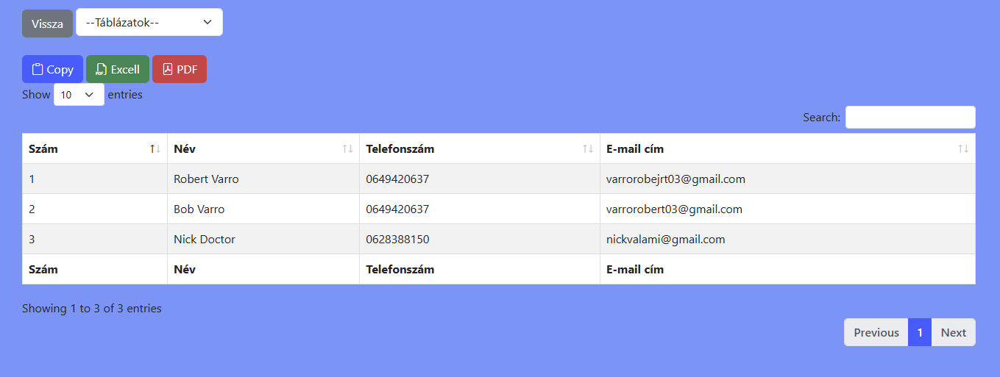 Vissza --Táblázatok--
Copy Excell PDF
Show 10 entries
Search:
Szám Név Telefonszám E-mail cím
1 Robert Varro 0649420637 varrorobejrt03@gmail.com
2 Bob Varro 0649420637 varrorobert03@gmail.com
3 Nick Doctor 0628388150 nickvalami@gmail.com
Szám Név Telefonszám E-mail cím
Showing 1 to 3 of 3 entries
Previous 1 Next